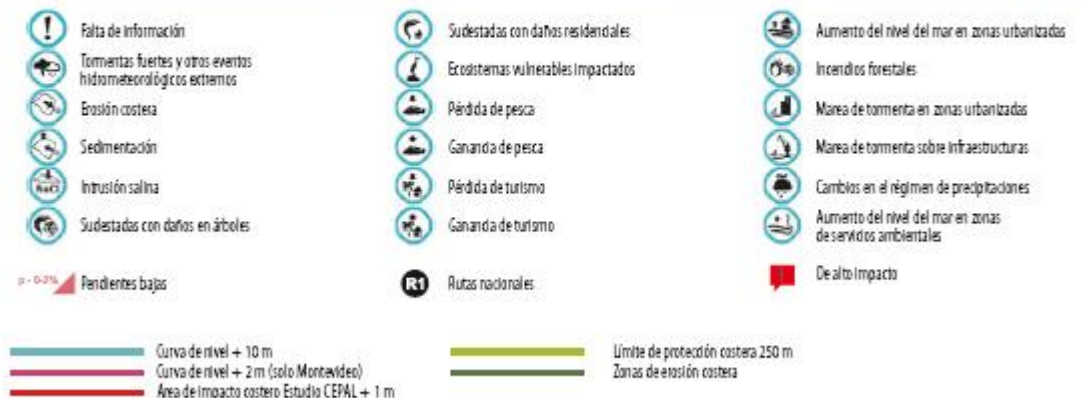 Falta de información
Tormentas fuertes y otros eventos
hidrometeorológicos extremos
Erosión costera
Sedimentación
NaCl
Intrusión salina
Sudestadas con daños en árboles
p - 0-2%
Pendientes bajas
Sudestadas con daños residenciales
Ecosistemas vulnerables impactados
Pérdida de pesca
Ganancia de pesca
Pérdida de turismo
Ganancia de turismo
R1
Rutas nacionales
Aumento del nivel del mar en zonas urbanizadas
Incendios forestales
Marea de tormenta en zonas urbanizadas
Marea de tormenta sobre infraestructuras
Cambios en el régimen de precipitaciones
Aumento del nivel del mar en zonas
de servicios ambientales
De alto impacto
Curva de nivel + 10 m
Curva de nivel + 2 m (solo Montevideo)
Área de impacto costero Estudio CEPAL + 1 m
Límite de protección costera 250 m
Zonas de erosión costera